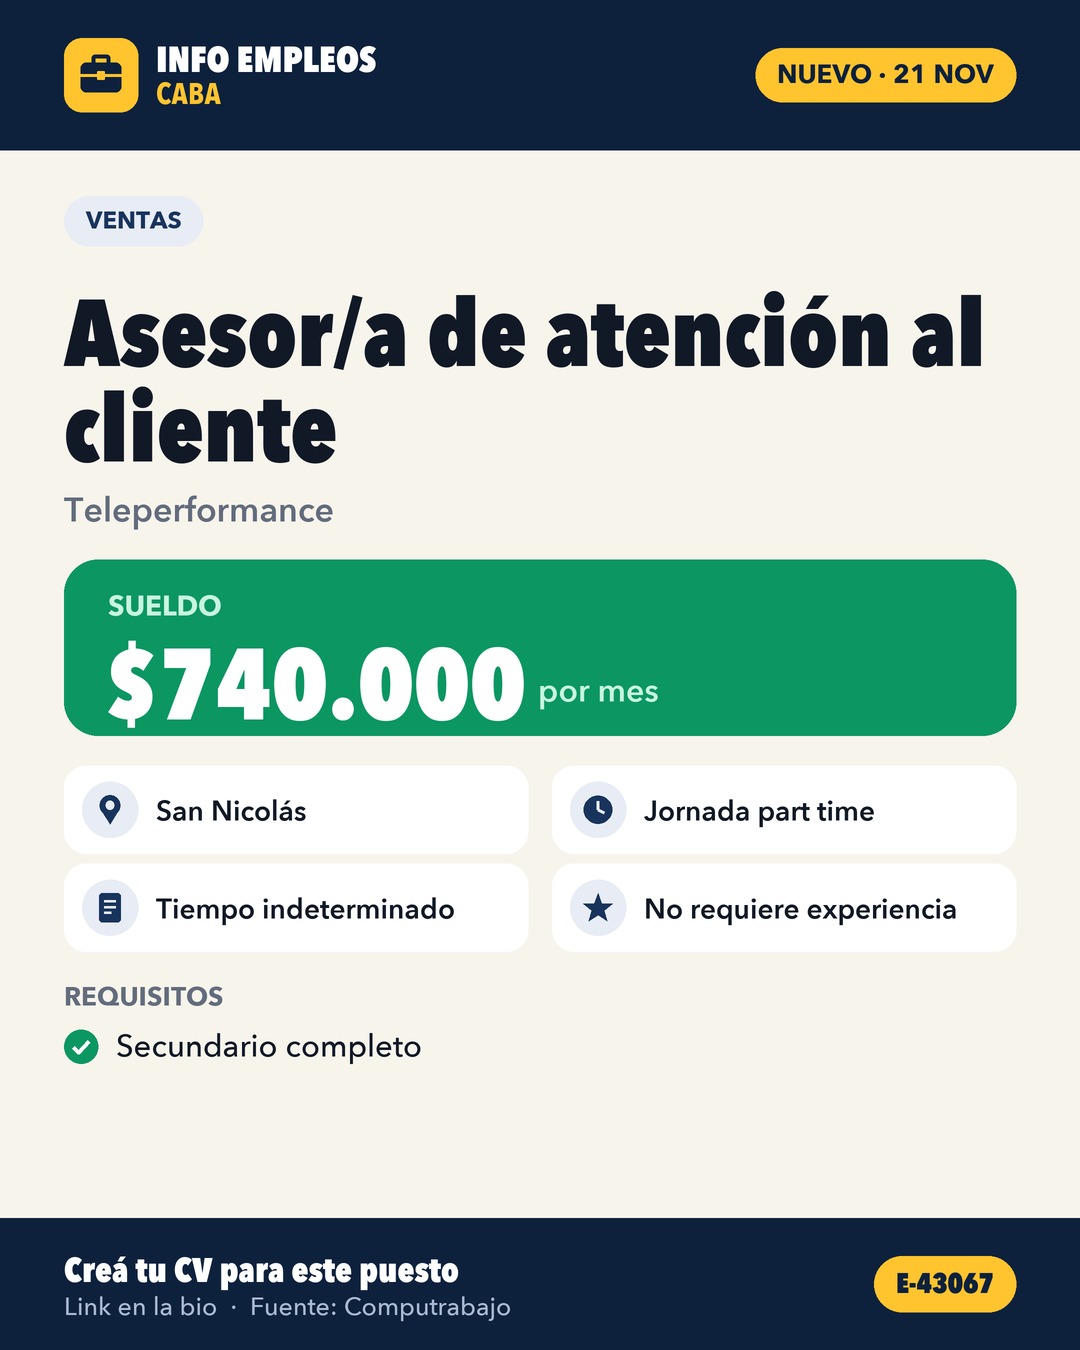 INFO EMPLEOS
CABA
NUEVO · 21 NOV
VENTAS
Asesor/a de atención al
cliente
Teleperformance
SUELDO
$740.000 por mes
San Nicolás
Jornada part time
Tiempo indeterminado
No requiere experiencia
REQUISITOS
Secundario completo
Creá tu CV para este puesto
Link en la bio · Fuente: Computrabajo
E-43067